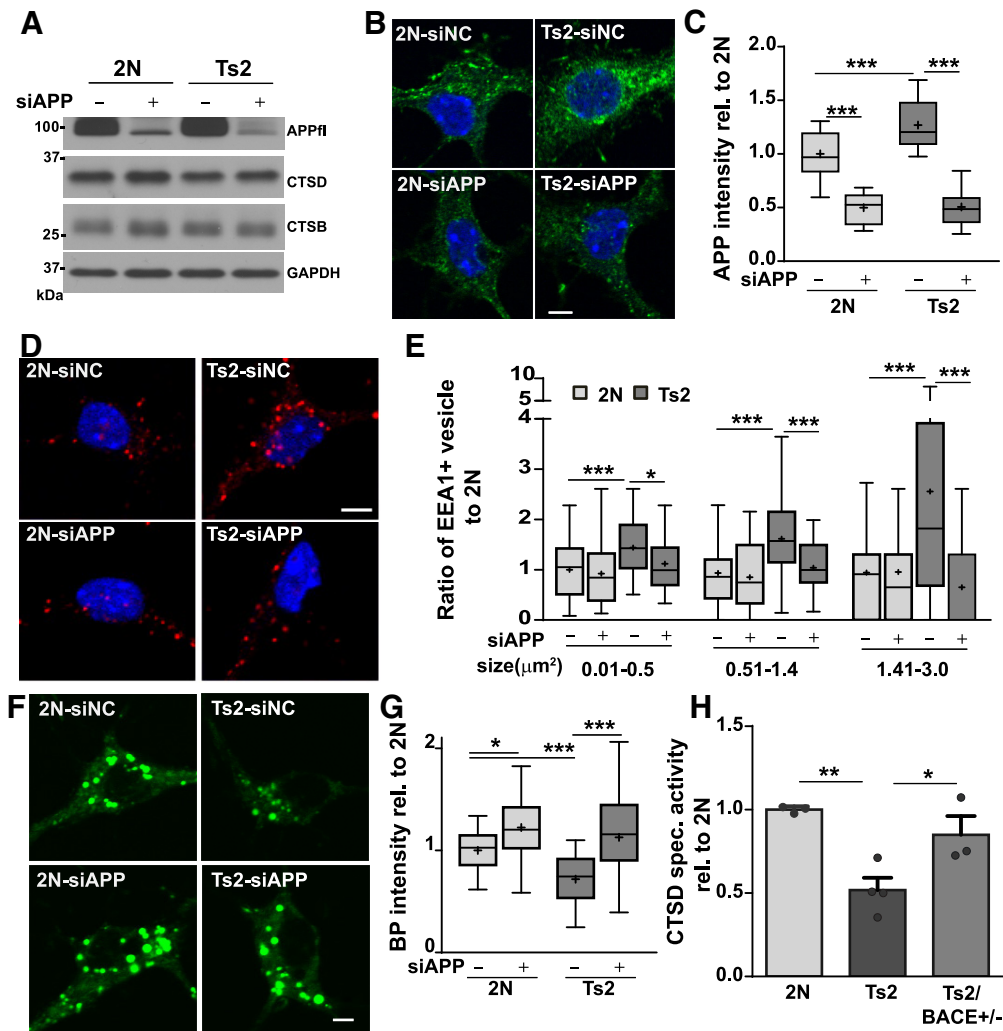 A
2N Ts2
siAPP – + – +
100 APPfl
37
CTSD
CTSB
25
37 GAPDH
kDa
B
2N-siNC Ts2-siNC
2N-siAPP Ts2-siAPP
C
APP intensity rel. to 2N
2.0
1.5
1.0
0.5
0.0
*** ***
***
siAPP – + – +
2N Ts2
D
2N-siNC Ts2-siNC
2N-siAPP Ts2-siAPP
E
Ratio of EEA1+ vesicle
to 2N
10
5
4
3
2
1
0
2N Ts2
*** * *** *** *** ***
siAPP – + – + – + – + – + – +
size(μm²) 0.01-0.5 0.51-1.4 1.41-3.0
F
2N-siNC Ts2-siNC
2N-siAPP Ts2-siAPP
G
BP intensity rel. to 2N
2
1
0
* *** ***
siAPP – + – +
2N Ts2
H
CTSD spec. activity
rel. to 2N
1.5
1.0
0.5
0.0
** *
2N Ts2 Ts2/
BACE+/-